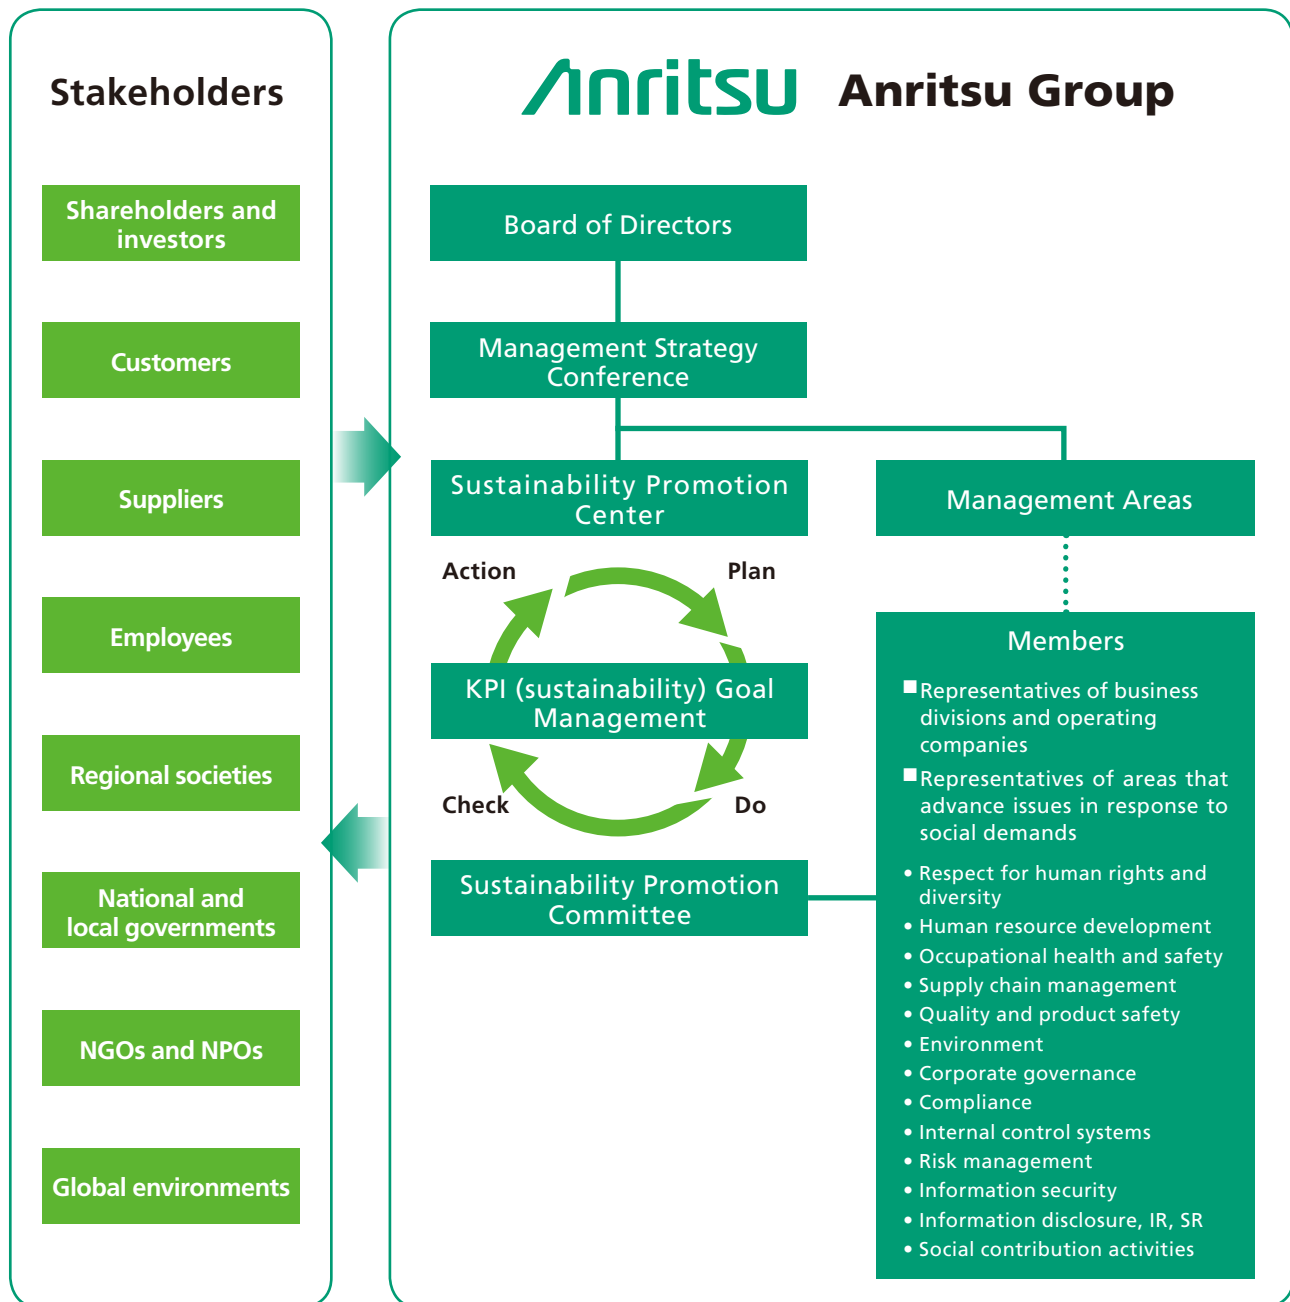 Stakeholders
Shareholders and
investors
Customers
Suppliers
Employees
Regional societies
National and
local governments
NGOs and NPOs
Global environments
Anritsu Anritsu Group
Board of Directors
Management Strategy
Conference
Sustainability Promotion
Center
Management Areas
Action
Plan
KPI (sustainability) Goal
Management
Check
Do
Sustainability Promotion
Committee
Members
■Representatives of business
divisions and operating
companies
■Representatives of areas that
advance issues in response to
social demands
• Respect for human rights and
diversity
• Human resource development
• Occupational health and safety
• Supply chain management
• Quality and product safety
• Environment
• Corporate governance
• Compliance
• Internal control systems
• Risk management
• Information security
• Information disclosure, IR, SR
• Social contribution activities